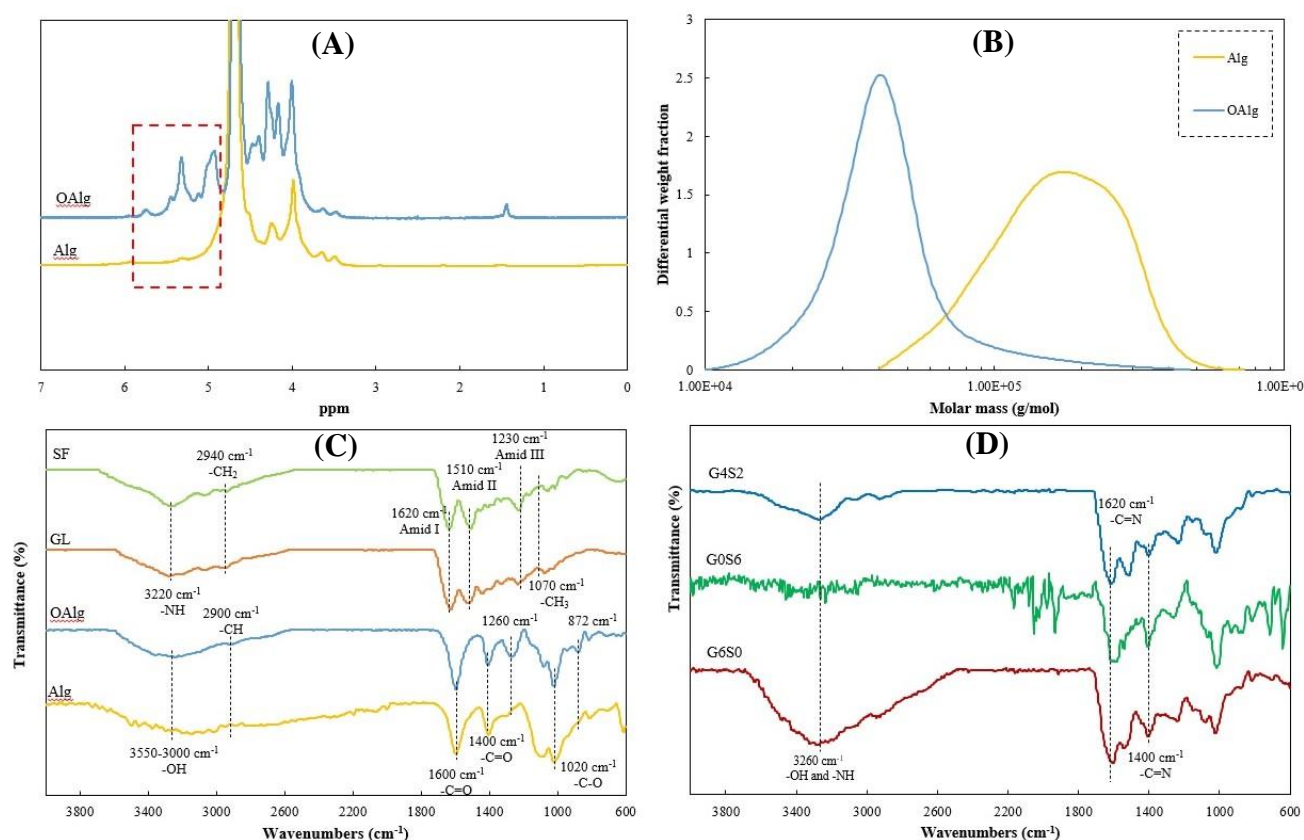 (A)
OAlg
Alg
7
6
5
4
3
2
1
0
ppm
(B)
Differential weight fraction
3
2.5
2
1.5
1
0.5
0
Alg
OAlg
1.00E+04
1.00E+05
1.00E+0
Molar mass (g/mol)
(C)
Transmittance (%)
SF
2940 cm-1
-CH2
1230 cm-1
Amid III
1510 cm-1
Amid II
1620 cm-1
Amid I
GL
3220 cm-1
-NH
1070 cm-1
-CH3
OAlg
2900 cm-1
-CH
1260 cm-1
872 cm-1
Alg
3550-3000 cm-1
-OH
1400 cm-1
-C=O
1600 cm-1
-C=O
1020 cm-1
-C-O
3800
3400
3000
2600
2200
1800
1400
1000
600
Wavenumbers (cm-1)
(D)
Transmittance (%)
G4S2
1620 cm-1
-C=N
G0S6
G6S0
3260 cm-1
-OH and -NH
1400 cm-1
-C=N
3800
3400
3000
2600
2200
1800
1400
1000
600
Wavenumbers (cm-1)